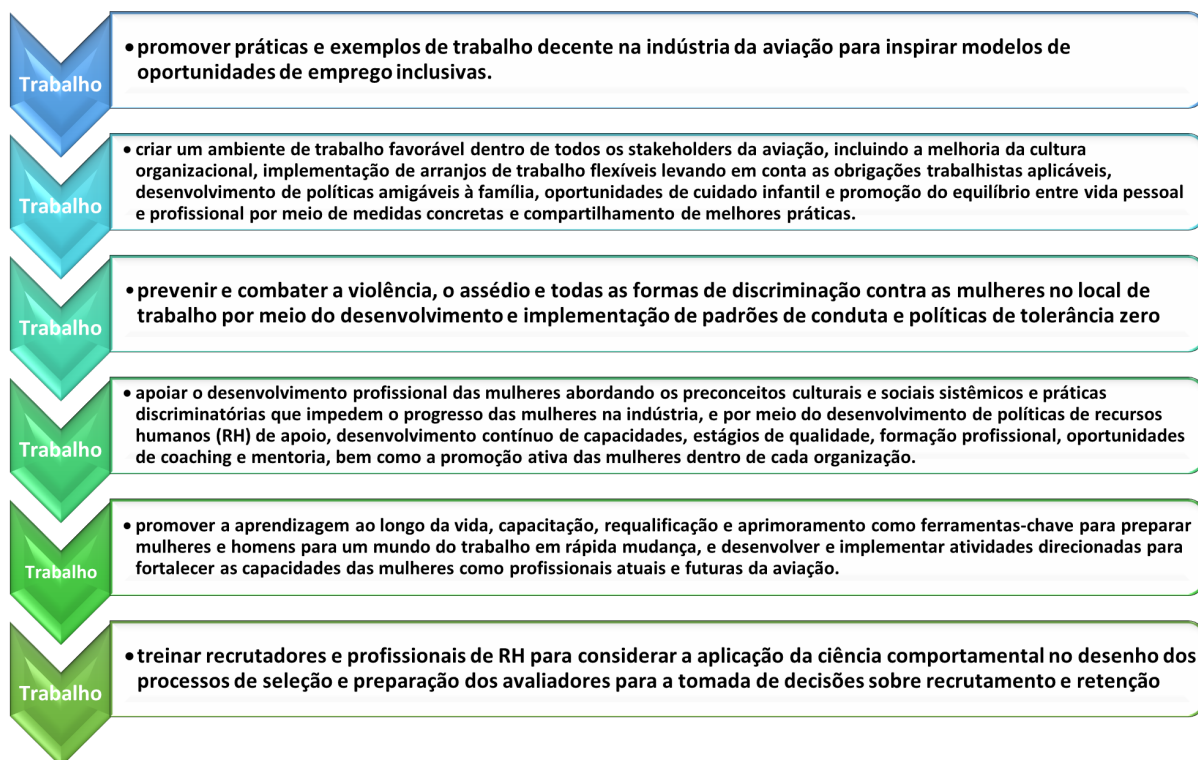 Trabalho
• promover práticas e exemplos de trabalho decente na indústria da aviação para inspirar modelos de
oportunidades de emprego inclusivas.
Trabalho
• criar um ambiente de trabalho favorável dentro de todos os stakeholders da aviação, incluindo a melhoria da cultura
organizacional, implementação de arranjos de trabalho flexíveis levando em conta as obrigações trabalhistas aplicáveis,
desenvolvimento de políticas amigáveis à família, oportunidades de cuidado infantil e promoção do equilíbrio entre vida pessoal
e profissional por meio de medidas concretas e compartilhamento de melhores práticas.
Trabalho
• prevenir e combater a violência, o assédio e todas as formas de discriminação contra as mulheres no local de
trabalho por meio do desenvolvimento e implementação de padrões de conduta e políticas de tolerância zero
Trabalho
• apoiar o desenvolvimento profissional das mulheres abordando os preconceitos culturais e sociais sistêmicos e práticas
discriminatórias que impedem o progresso das mulheres na indústria, e por meio do desenvolvimento de políticas de recursos
humanos (RH) de apoio, desenvolvimento contínuo de capacidades, estágios de qualidade, formação profissional, oportunidades
de coaching e mentoria, bem como a promoção ativa das mulheres dentro de cada organização.
Trabalho
• promover a aprendizagem ao longo da vida, capacitação, requalificação e aprimoramento como ferramentas-chave para preparar
mulheres e homens para um mundo do trabalho em rápida mudança, e desenvolver e implementar atividades direcionadas para
fortalecer as capacidades das mulheres como profissionais atuais e futuras da aviação.
Trabalho
• treinar recrutadores e profissionais de RH para considerar a aplicação da ciência comportamental no desenho dos
processos de seleção e preparação dos avaliadores para a tomada de decisões sobre recrutamento e retenção